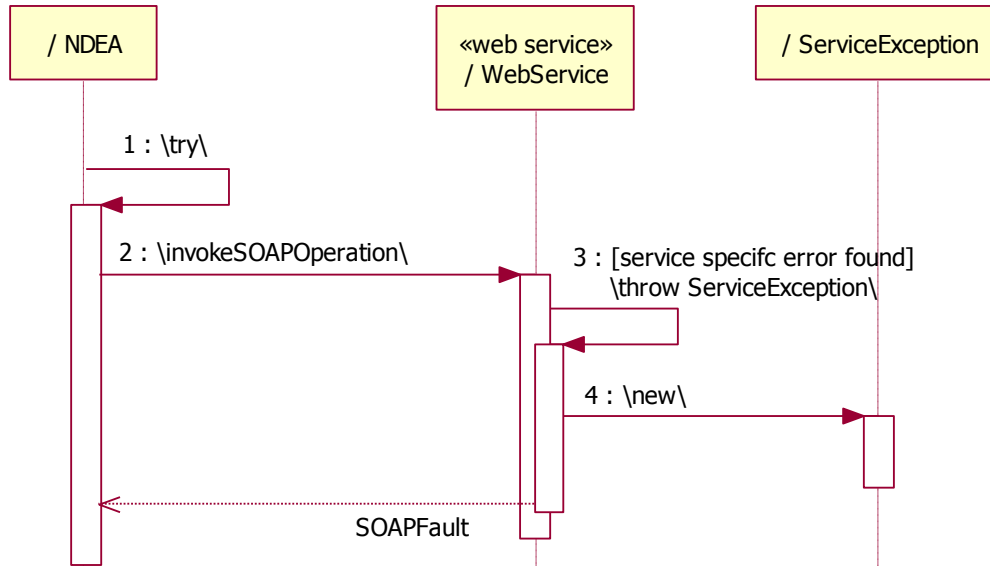 / NDEA
«web service»
/ WebService
/ ServiceException
1 : \try\
2 : \invokeSOAPOperation\
3 : [service specifc error found]
\throw ServiceException\
4 : \new\
SOAPFault